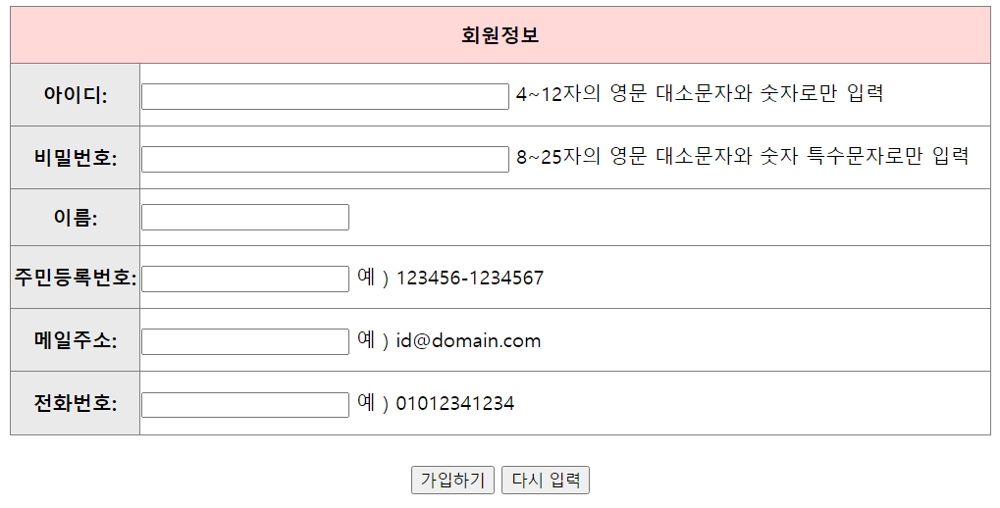 회원정보
아이디: 4~12자의 영문 대소문자와 숫자로만 입력
비밀번호: 8~25자의 영문 대소문자와 숫자 특수문자로만 입력
이름:
주민등록번호: 예 ) 123456-1234567
메일주소: 예 ) id@domain.com
전화번호: 예 ) 01012341234
가입하기 다시 입력